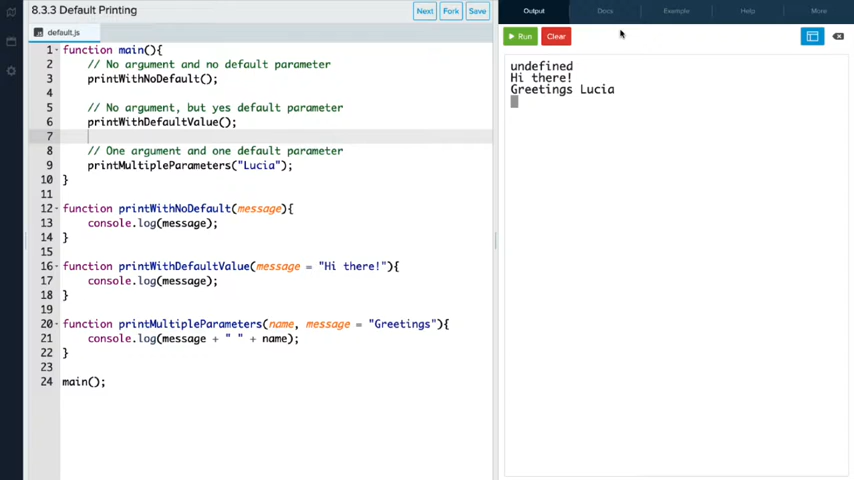 8.3.3 Default Printing
Next Fork Save
Output Docs Example Help More
default.js
Run Clear
1 function main(){
2 // No argument and no default parameter
3 printWithNoDefault();
4
5 // No argument, but yes default parameter
6 printWithDefaultValue();
7
8 // One argument and one default parameter
9 printMultipleParameters("Lucia");
10 }
11
12 function printWithNoDefault(message){
13 console.log(message);
14 }
15
16 function printWithDefaultValue(message = "Hi there!"){
17 console.log(message);
18 }
19
20 function printMultipleParameters(name, message = "Greetings"){
21 console.log(message + " " + name);
22 }
23
24 main();
undefined
Hi there!
Greetings Lucia